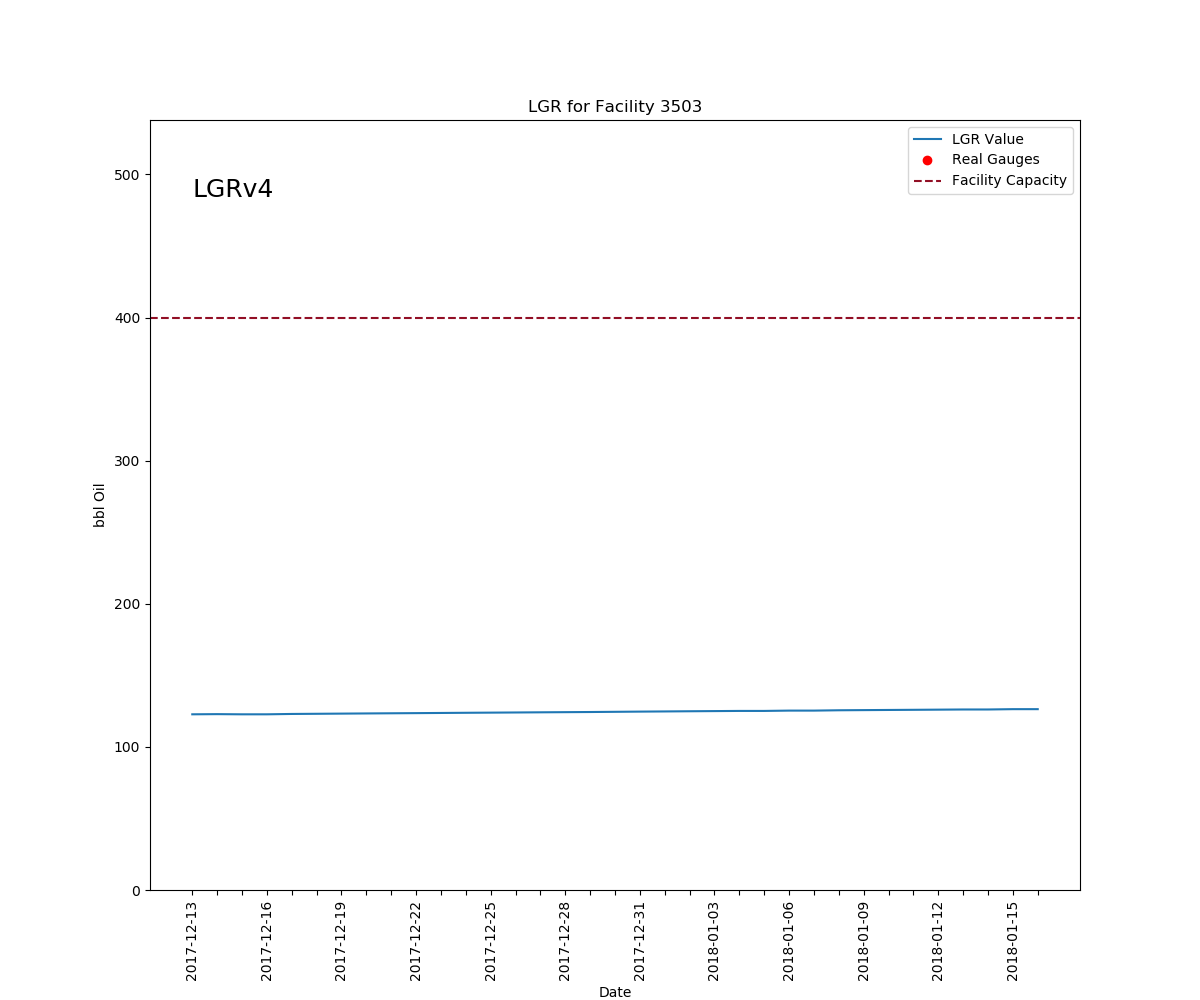 LGR for Facility 3503
LGRv4
LGR Value
Real Gauges
Facility Capacity
500
400
300
200
100
0
bbl Oil
2017-12-13
2017-12-16
2017-12-19
2017-12-22
2017-12-25
2017-12-28
2017-12-31
2018-01-03
2018-01-06
2018-01-09
2018-01-12
2018-01-15
Date